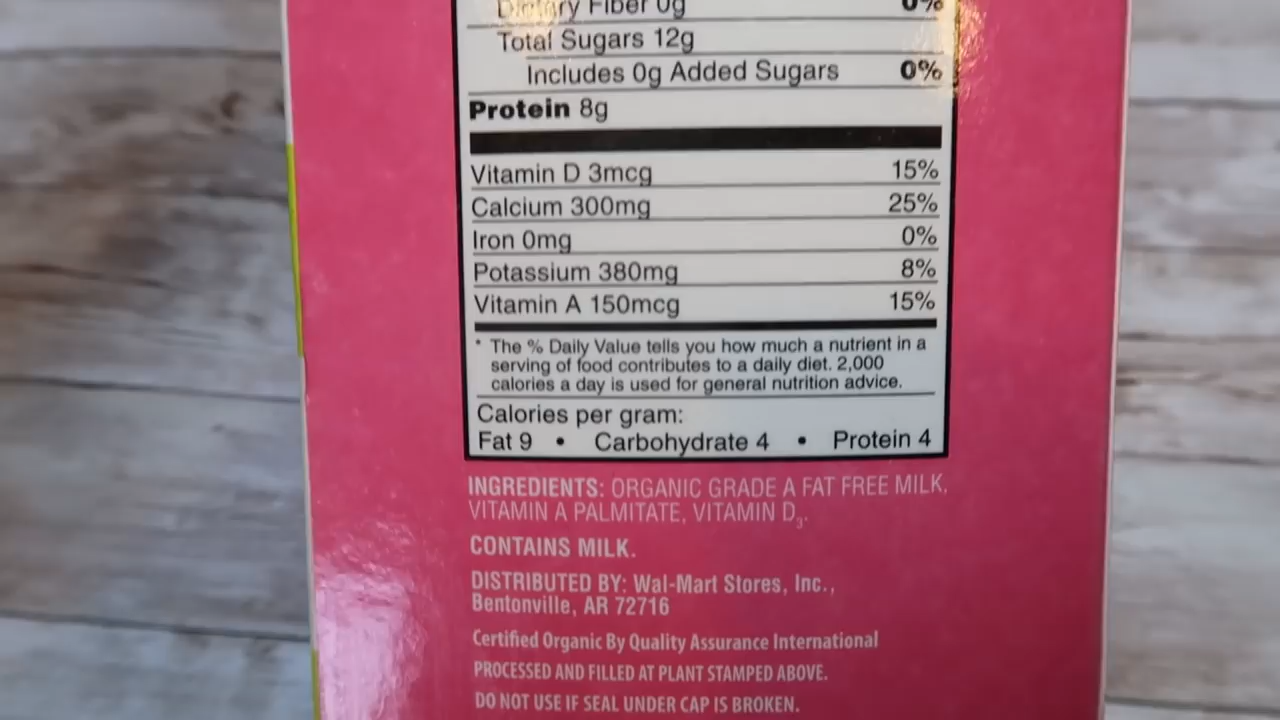 Dietary Fiber 0g 0%
Total Sugars 12g
Includes 0g Added Sugars 0%
Protein 8g
Vitamin D 3mcg 15%
Calcium 300mg 25%
Iron 0mg 0%
Potassium 380mg 8%
Vitamin A 150mcg 15%
* The % Daily Value tells you how much a nutrient in a
serving of food contributes to a daily diet. 2,000
calories a day is used for general nutrition advice.
Calories per gram:
Fat 9 • Carbohydrate 4 • Protein 4
INGREDIENTS: ORGANIC GRADE A FAT FREE MILK,
VITAMIN A PALMITATE, VITAMIN D₃.
CONTAINS MILK.
DISTRIBUTED BY: Wal-Mart Stores, Inc.,
Bentonville, AR 72716
Certified Organic By Quality Assurance International
PROCESSED AND FILLED AT PLANT STAMPED ABOVE.
DO NOT USE IF SEAL UNDER CAP IS BROKEN.